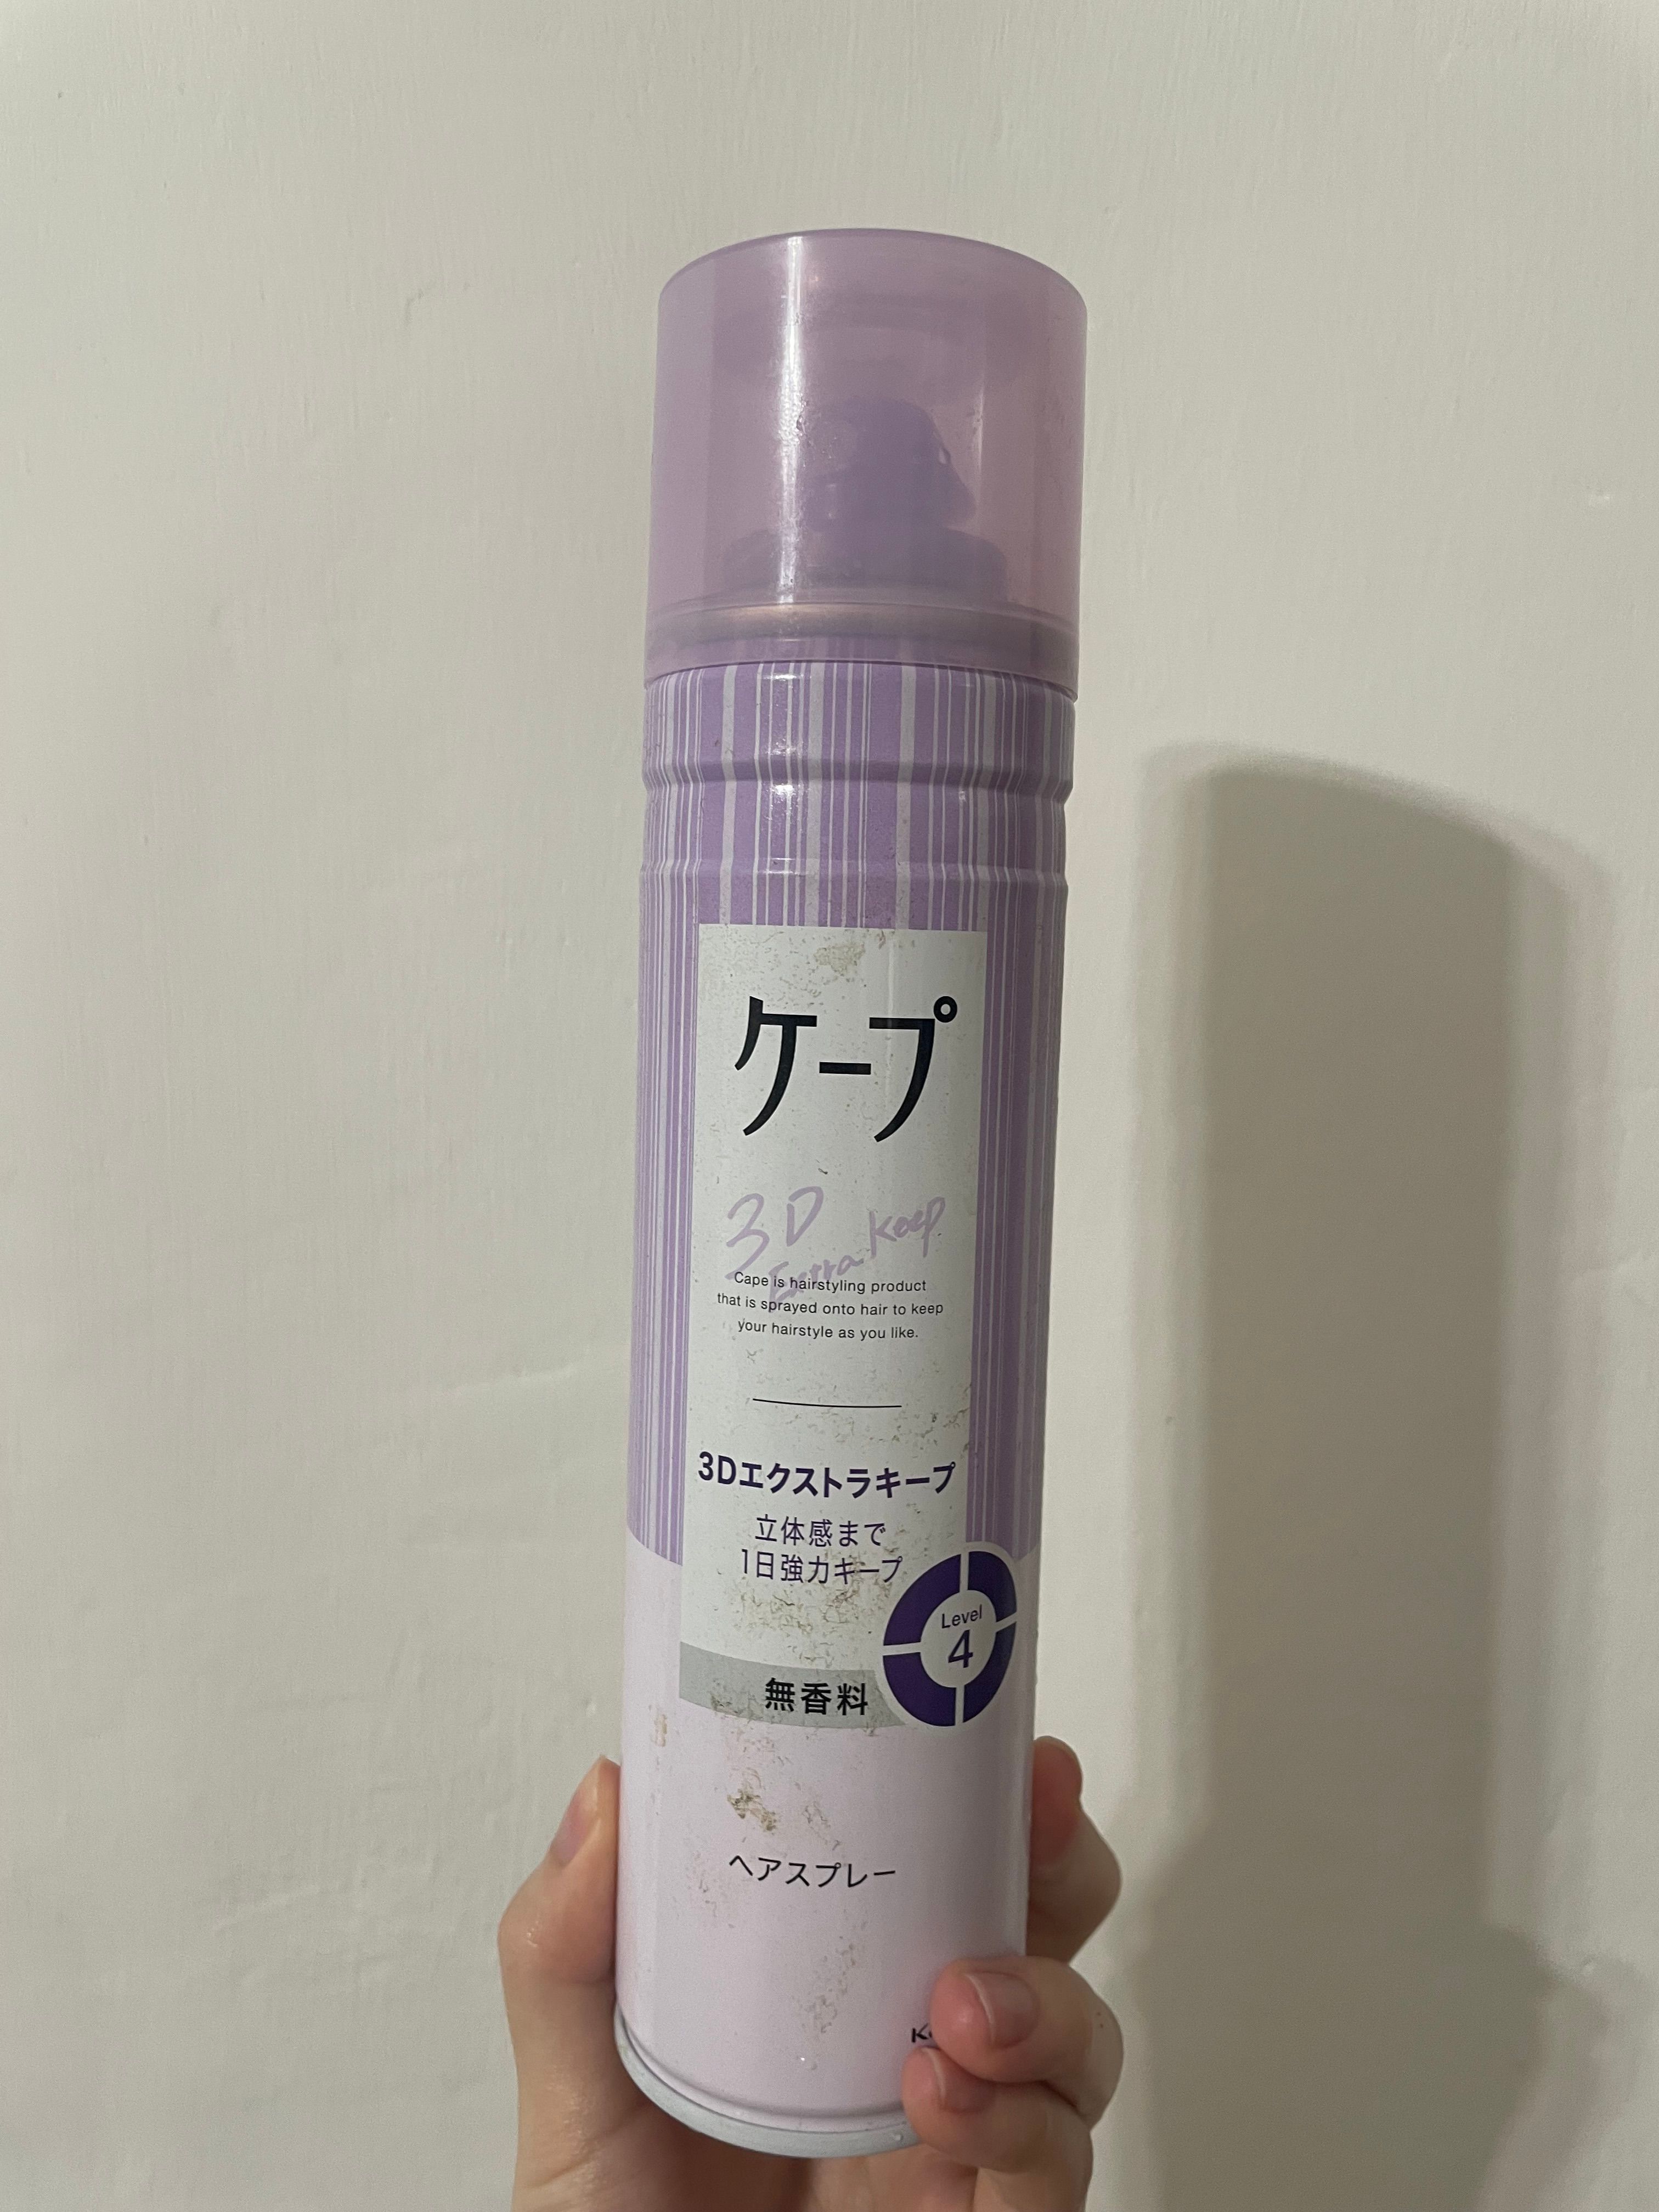 ケープ
3D
Extra Keep
Cape is hairstyling product
that is sprayed onto hair to keep
your hairstyle as you like.
3Dエクストラキープ
立体感まで
1日強力キープ
Level
4
無香料
ヘアスプレー